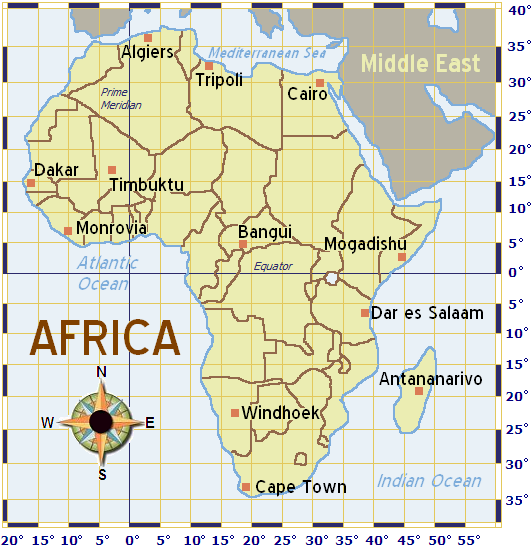 40°
Algiers
Mediterranean Sea
35°
Tripoli
Middle East
30°
Prime
Meridian
Cairo
25°
20°
Dakar
Timbuktu
15°
10°
Monrovia
Bangui
Mogadishu
5°
Atlantic
Ocean
Equator
0°
Dar es Salaam
5°
AFRICA
10°
15°
N
Antananarivo
20°
W
E
Windhoek
25°
S
Indian Ocean
30°
Cape Town
35°
20° 15° 10° 5° 0° 5° 10° 15° 20° 25° 30° 35° 40° 45° 50° 55°